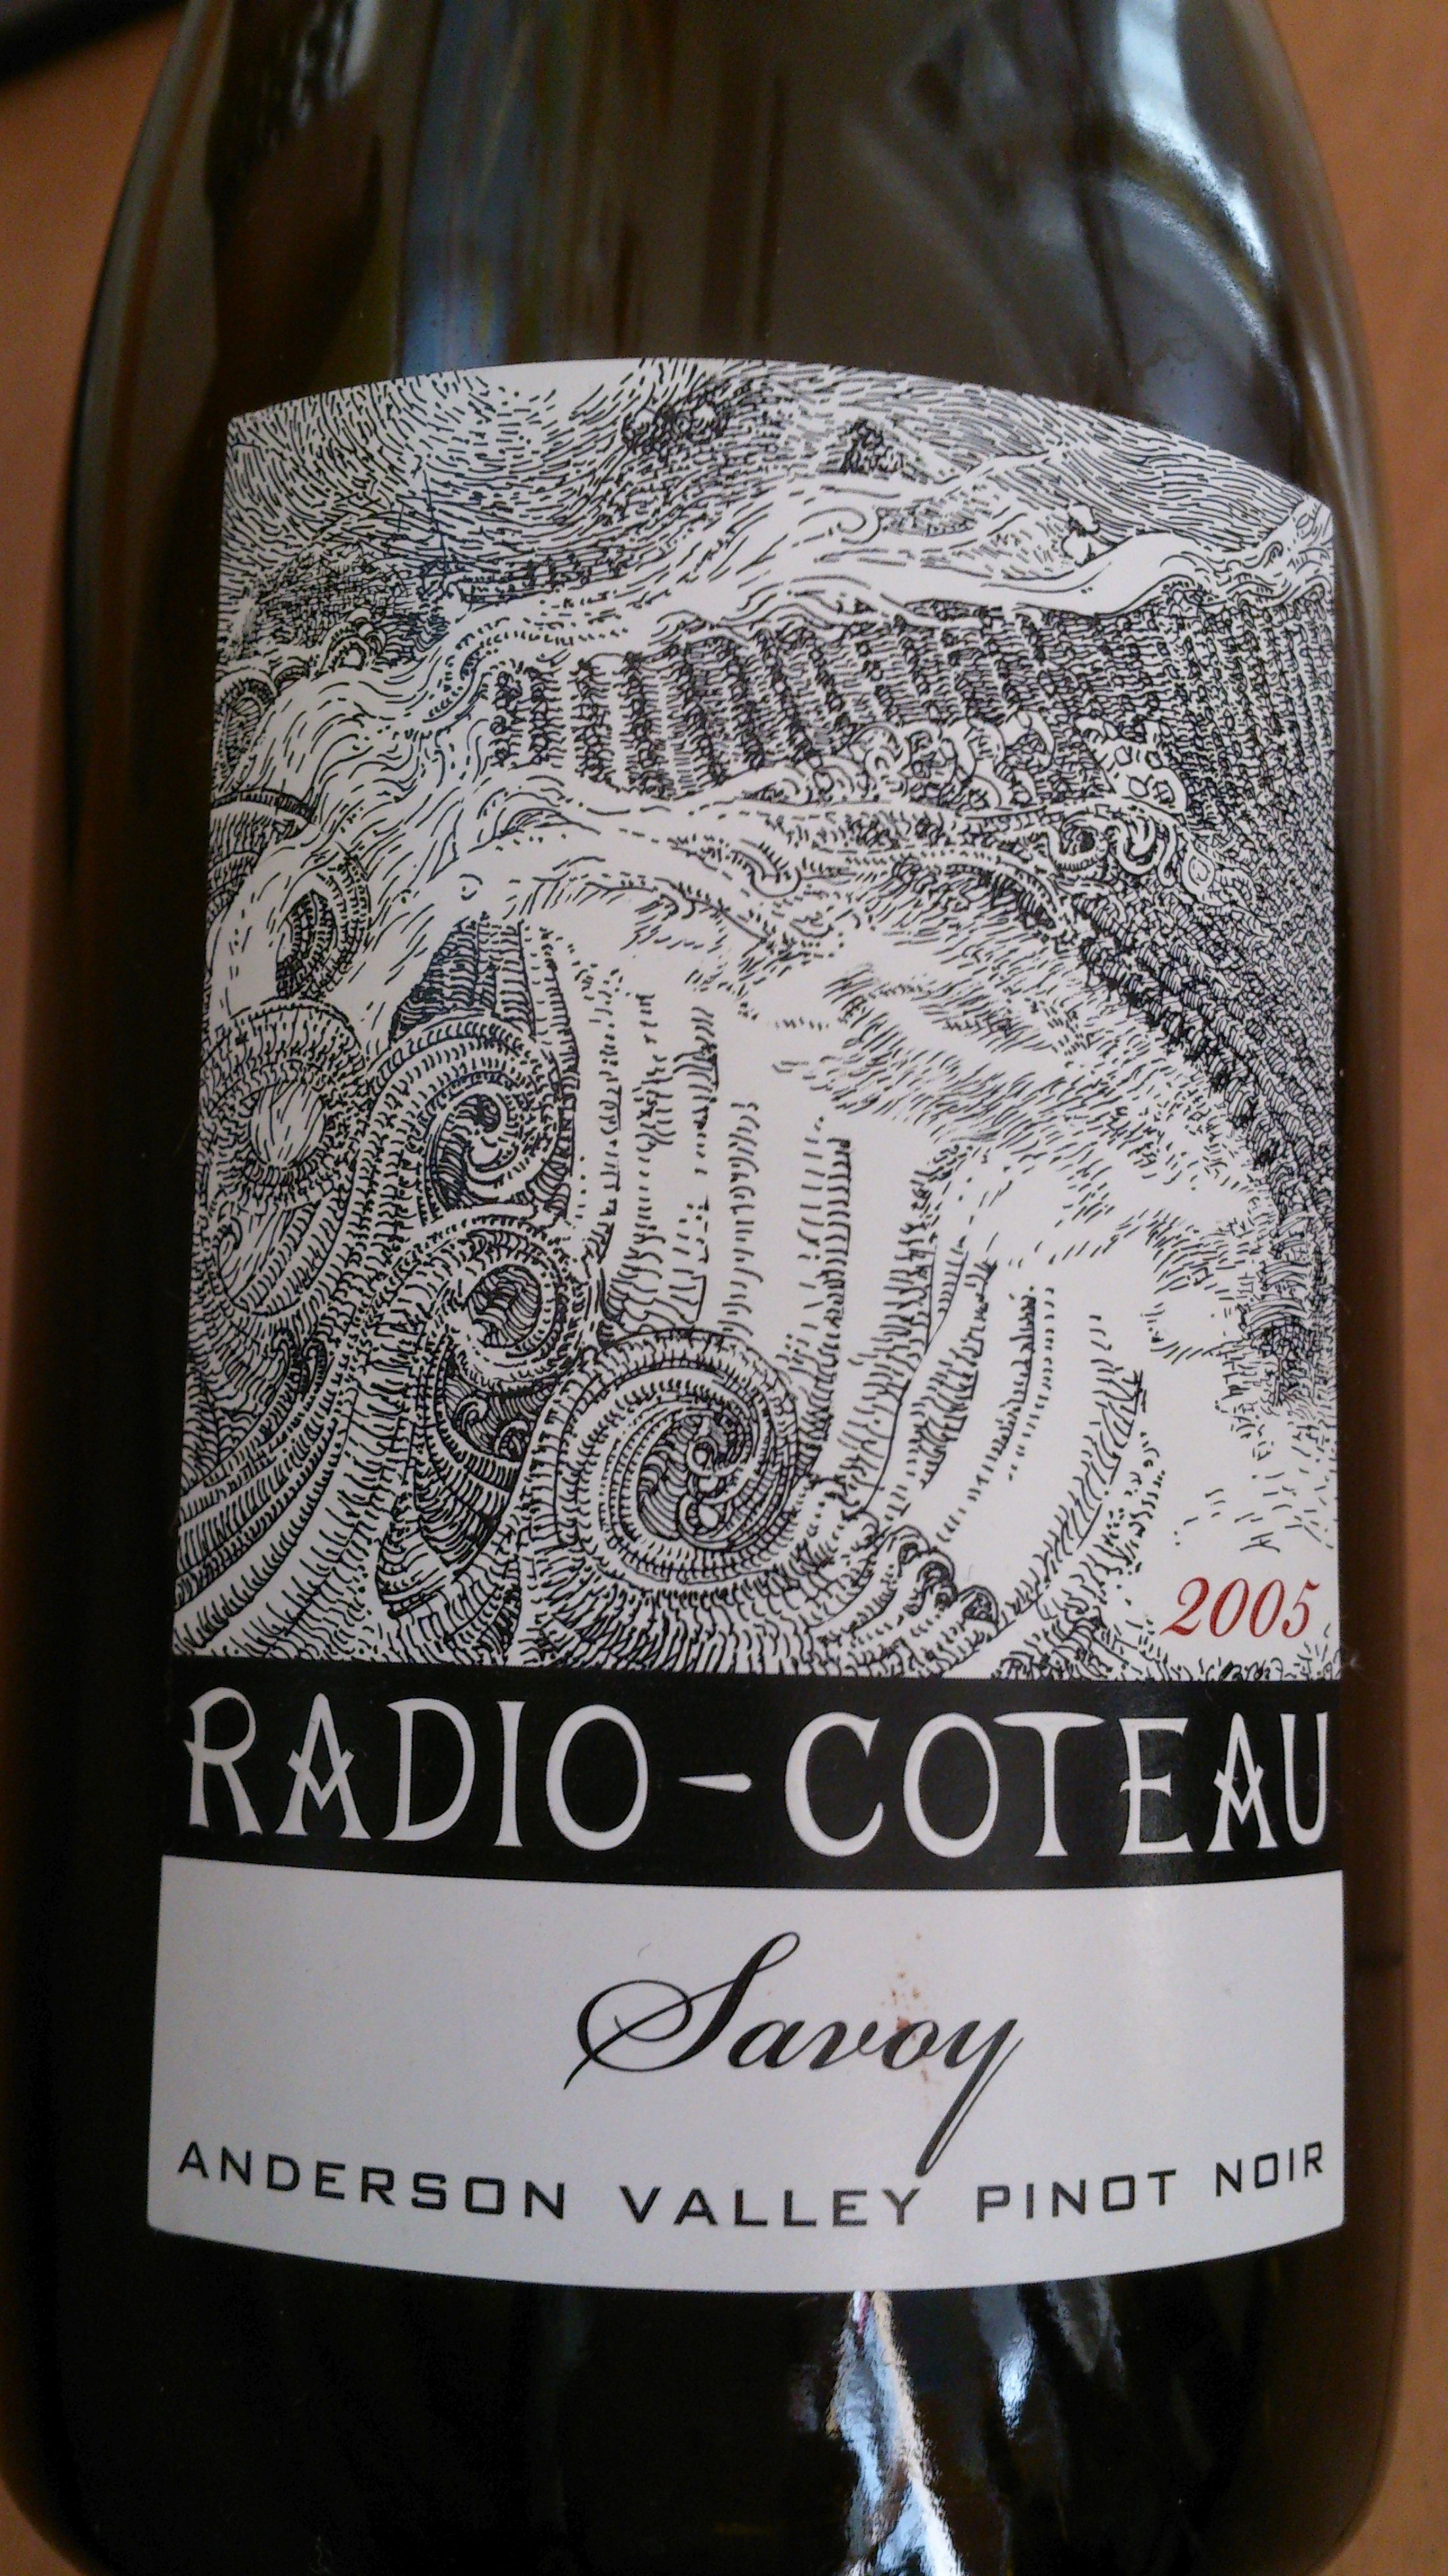 2005
RADIO-COTEAU
Savoy
ANDERSON VALLEY PINOT NOIR